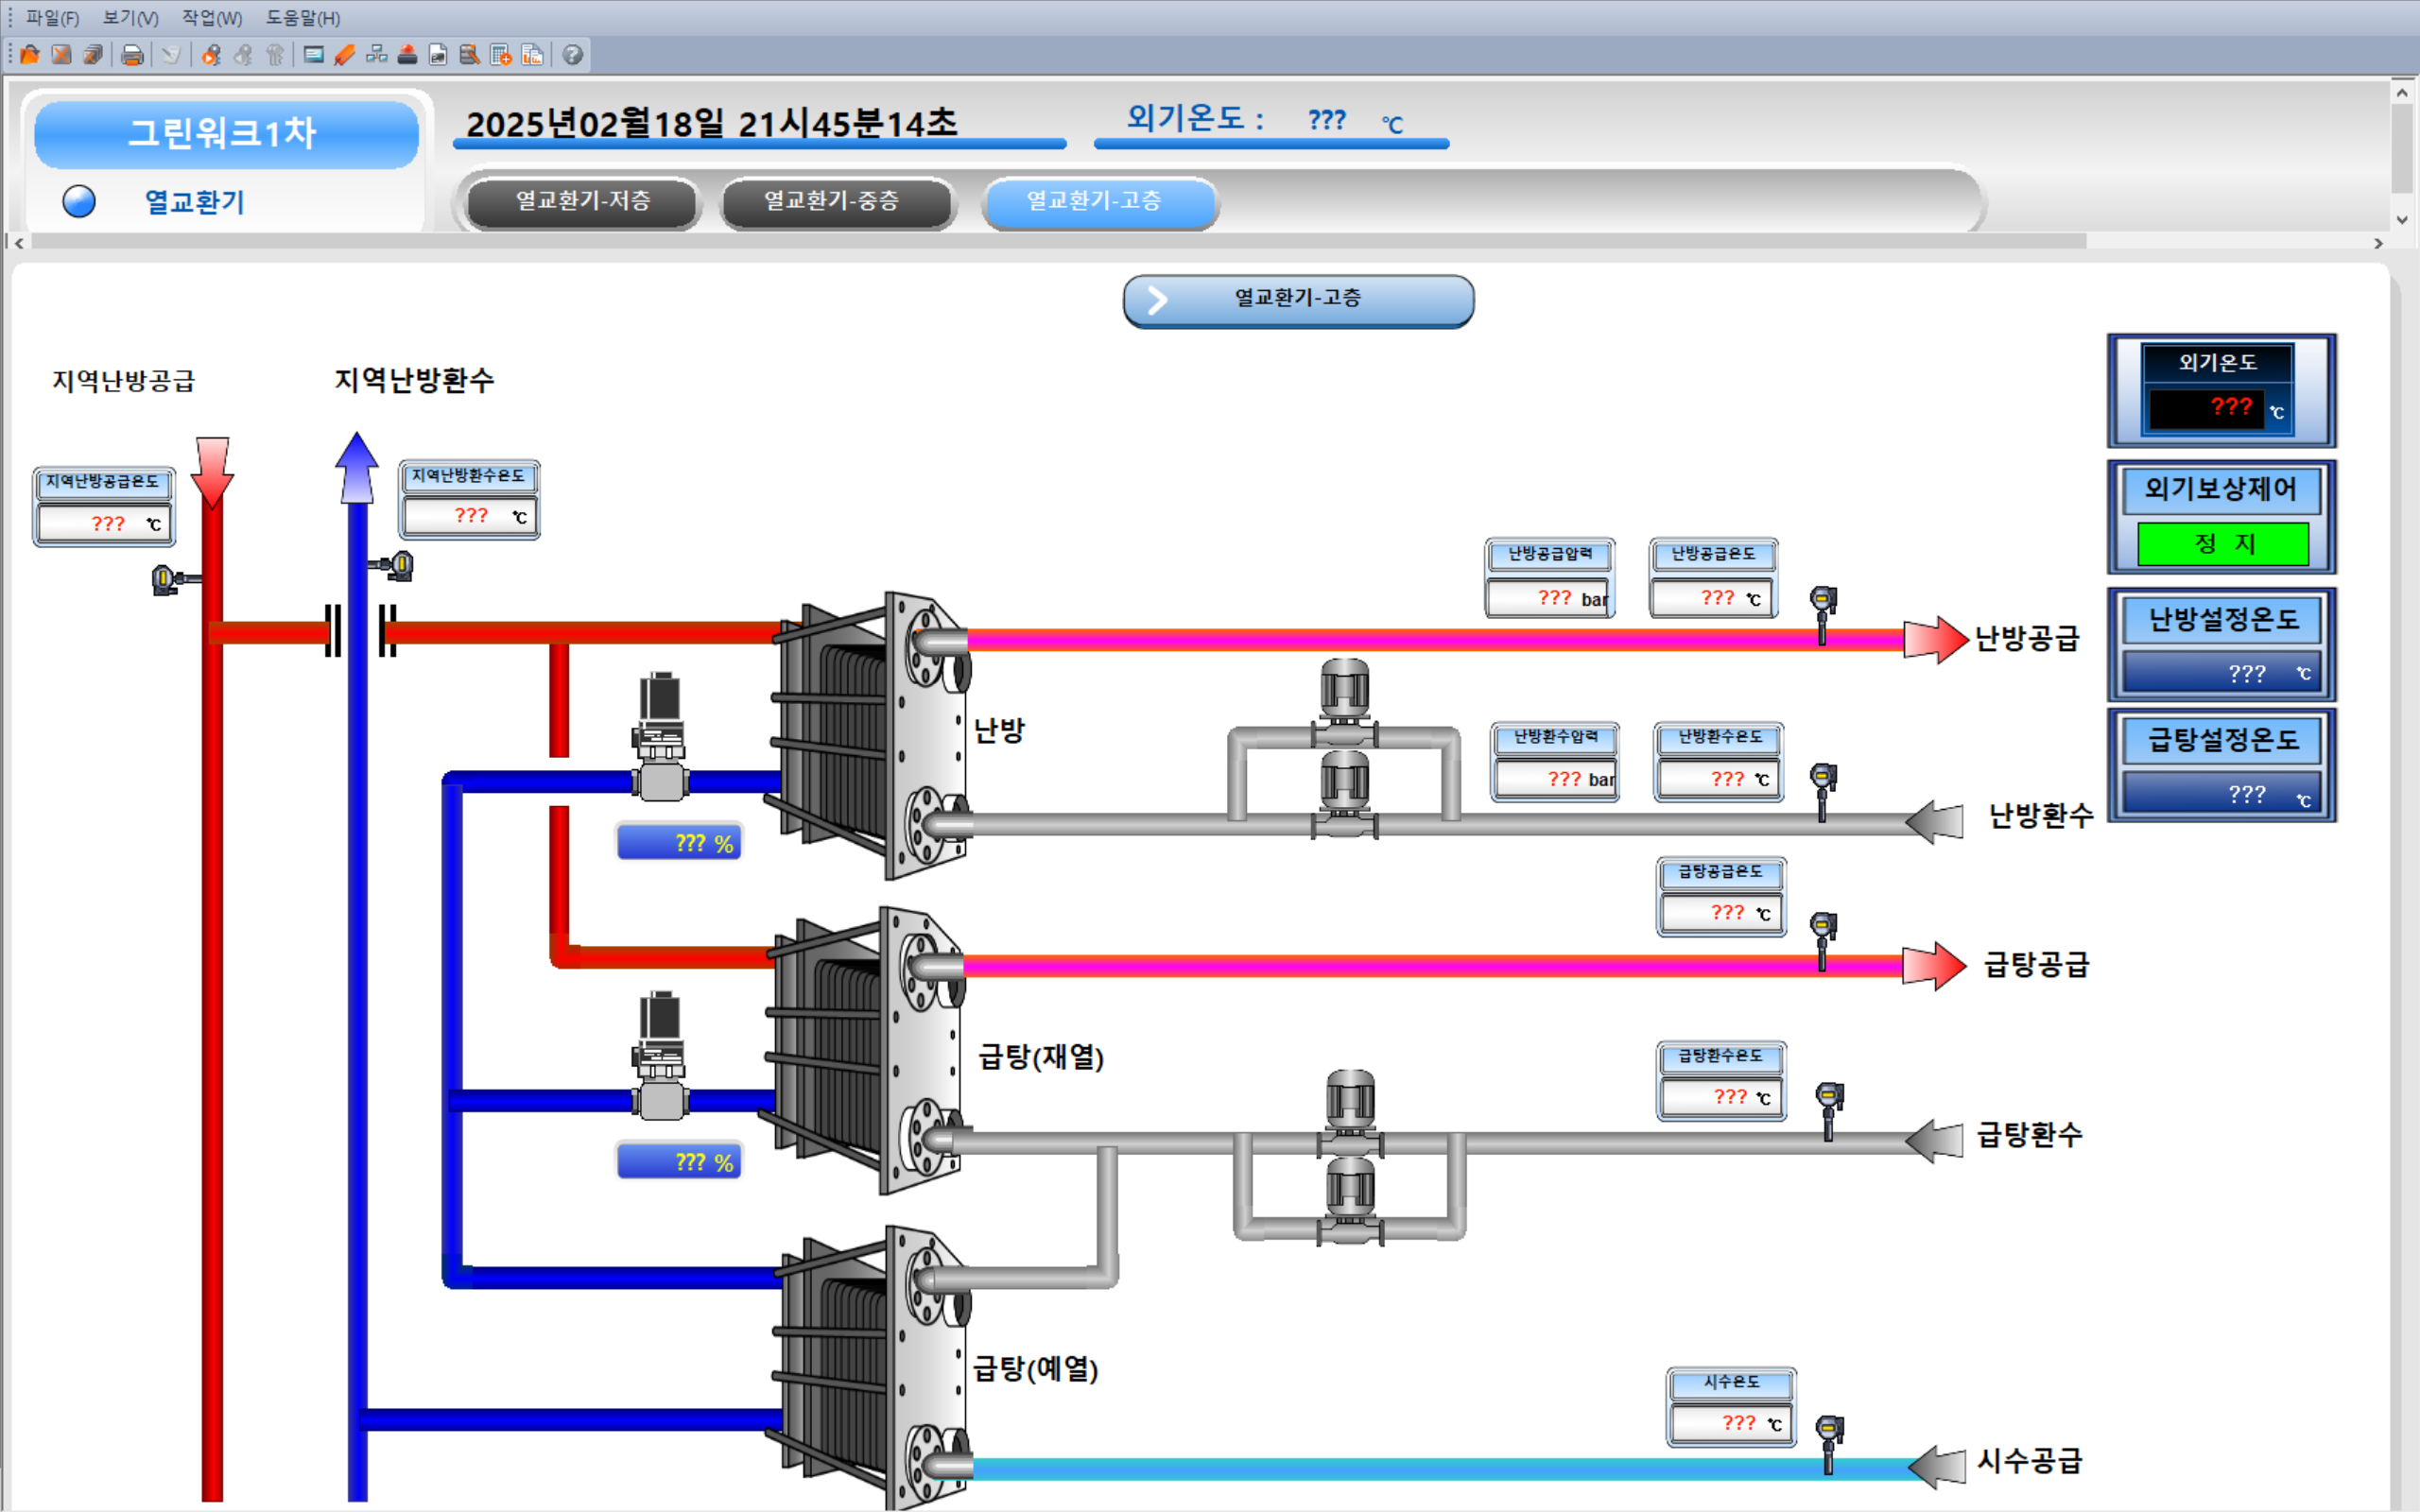 파일(F) 보기(V) 작업(W) 도움말(H)
그린워크1차
2025년02월18일 21시45분14초
외기온도 : ??? ℃
열교환기
열교환기-저층
열교환기-중층
열교환기-고층
열교환기-고층
지역난방공급
지역난방환수
외기온도
??? ℃
지역난방공급온도
??? ℃
지역난방환수온도
??? ℃
외기보상제어
정 지
난방공급압력
??? bar
난방공급온도
??? ℃
난방공급
난방설정온도
??? ℃
난방
난방환수압력
??? bar
난방환수온도
??? ℃
난방환수
급탕설정온도
??? ℃
??? %
급탕공급온도
??? ℃
급탕공급
급탕(재열)
급탕환수온도
??? ℃
급탕환수
??? %
급탕(예열)
시수온도
??? ℃
시수공급